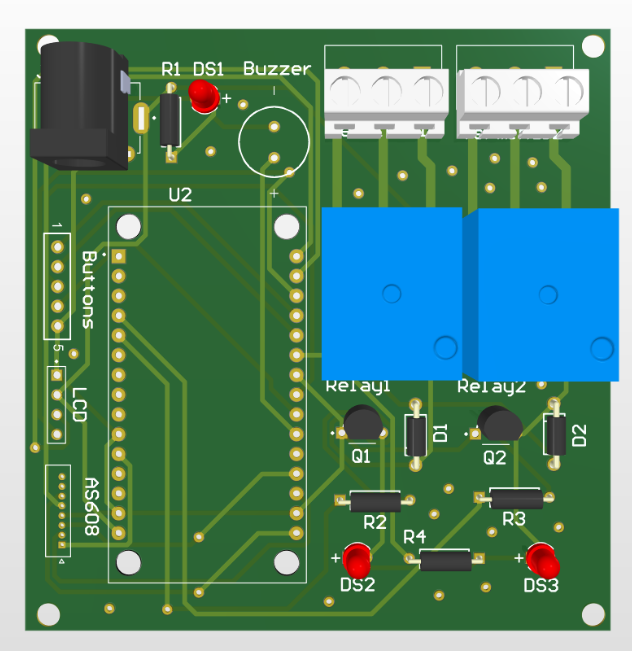 R1 DS1 Buzzer
+
+
U2
1
Buttons
5
LCD
AS608
Relay1 Relay2
D1
D2
Q1
Q2
R2
R3
R4
+
+
DS2
DS3